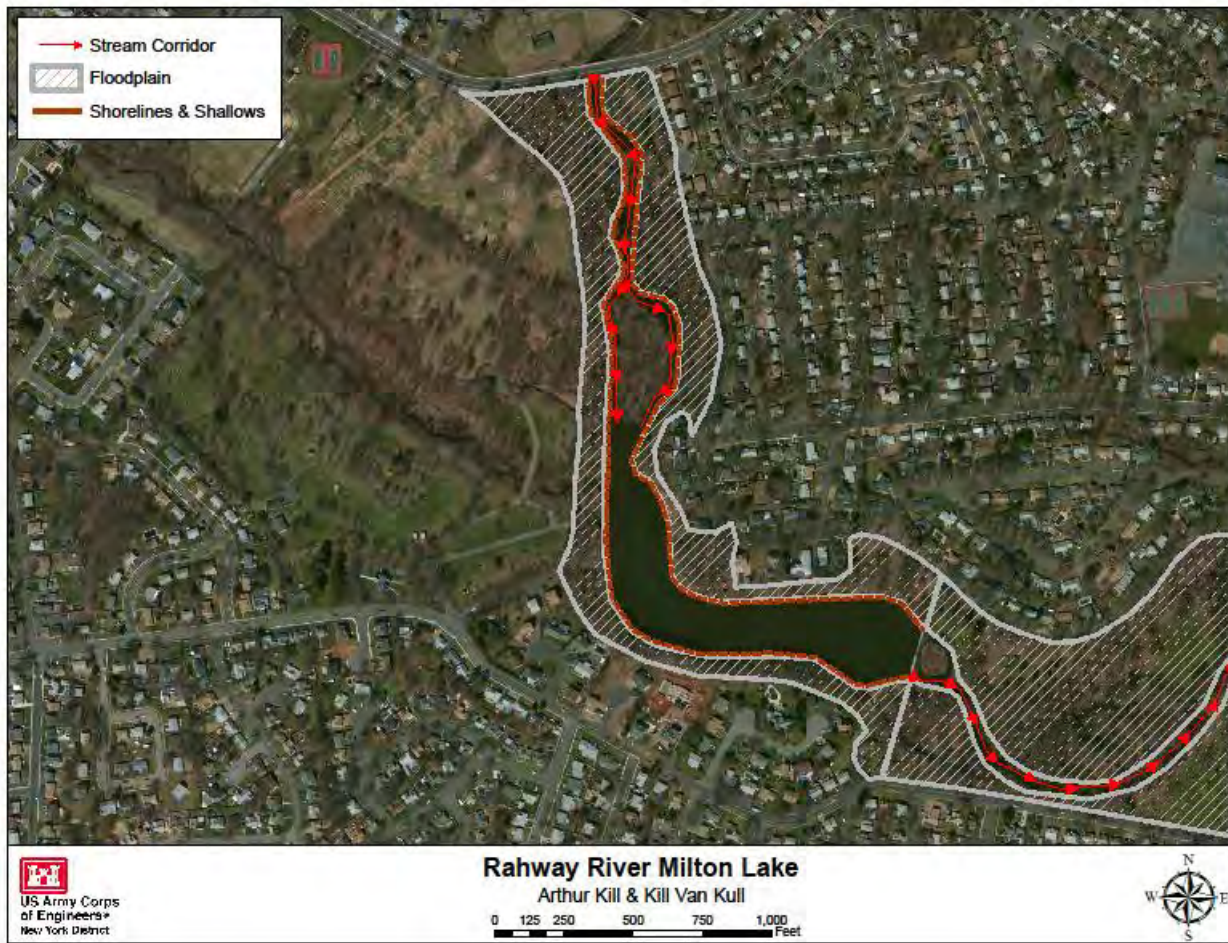 Stream Corridor
Floodplain
Shorelines & Shallows
US Army Corps
of Engineers®
New York District
Rahway River Milton Lake
Arthur Kill & Kill Van Kull
0 125 250 500 750 1,000
Feet
N
W E
S